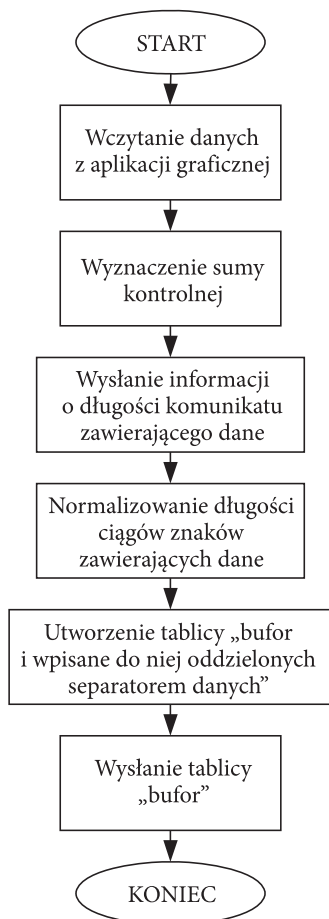 START
Wczytanie danych
z aplikacji graficznej
Wyznaczenie sumy
kontrolnej
Wysłanie informacji
o długości komunikatu
zawierającego dane
Normalizowanie długości
ciągów znaków
zawierających dane
Utworzenie tablicy „bufor
i wpisane do niej oddzielonych
separatorem danych”
Wysłanie tablicy
„bufor”
KONIEC